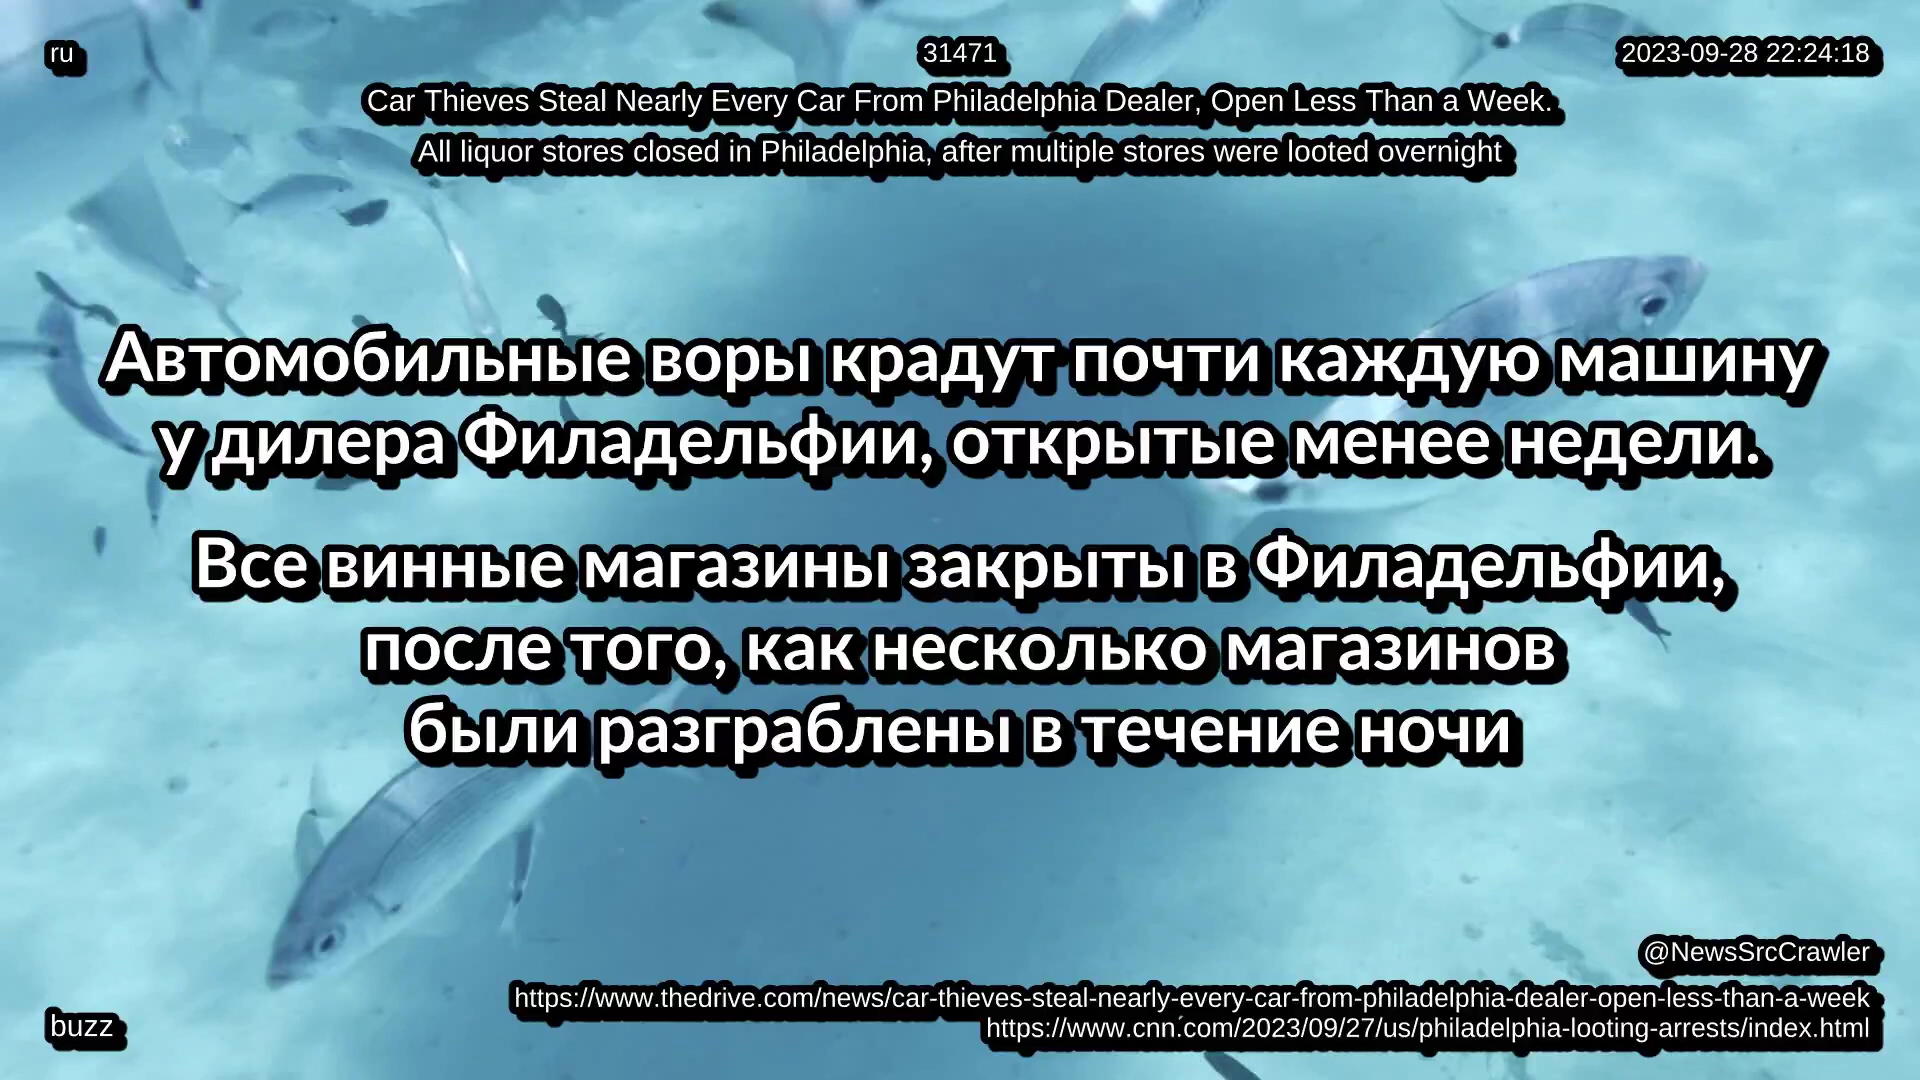 ru
31471
2023-09-28 22:24:18
Car Thieves Steal Nearly Every Car From Philadelphia Dealer, Open Less Than a Week.
All liquor stores closed in Philadelphia, after multiple stores were looted overnight
Автомобильные воры крадут почти каждую машину
у дилера Филадельфии, открытые менее недели.
Все винные магазины закрыты в Филадельфии,
после того, как несколько магазинов
были разграблены в течение ночи
@NewsSrcCrawler
https://www.thedrive.com/news/car-thieves-steal-nearly-every-car-from-philadelphia-dealer-open-less-than-a-week
https://www.cnn.com/2023/09/27/us/philadelphia-looting-arrests/index.html
buzz